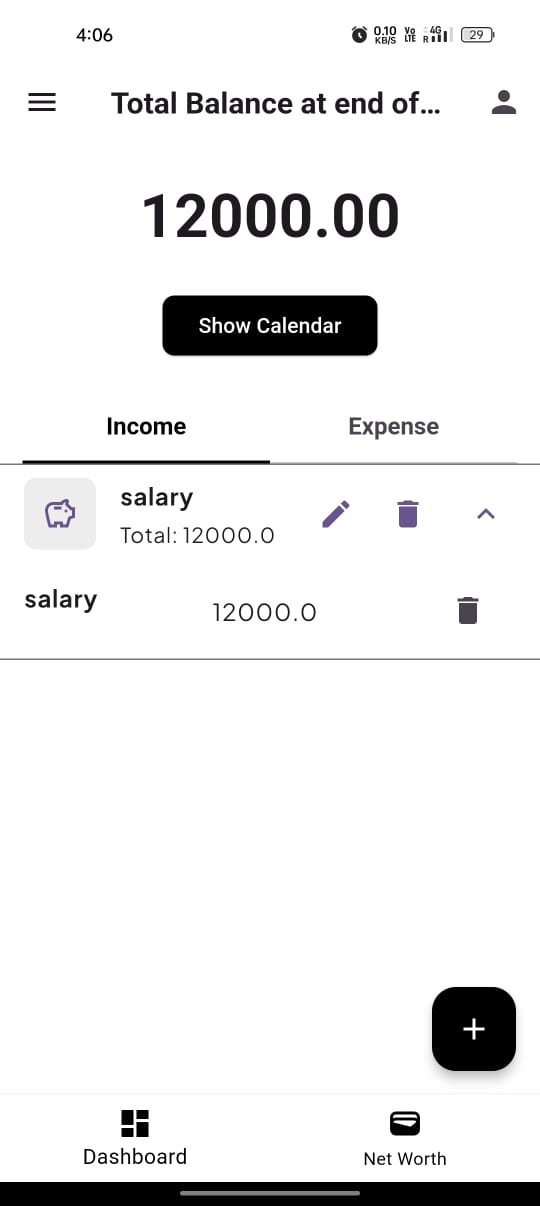 4:06
0.10 KB/S Vo LTE R 4G 29
Total Balance at end of...
12000.00
Show Calendar
Income Expense
salary
Total: 12000.0
salary
12000.0
Dashboard Net Worth